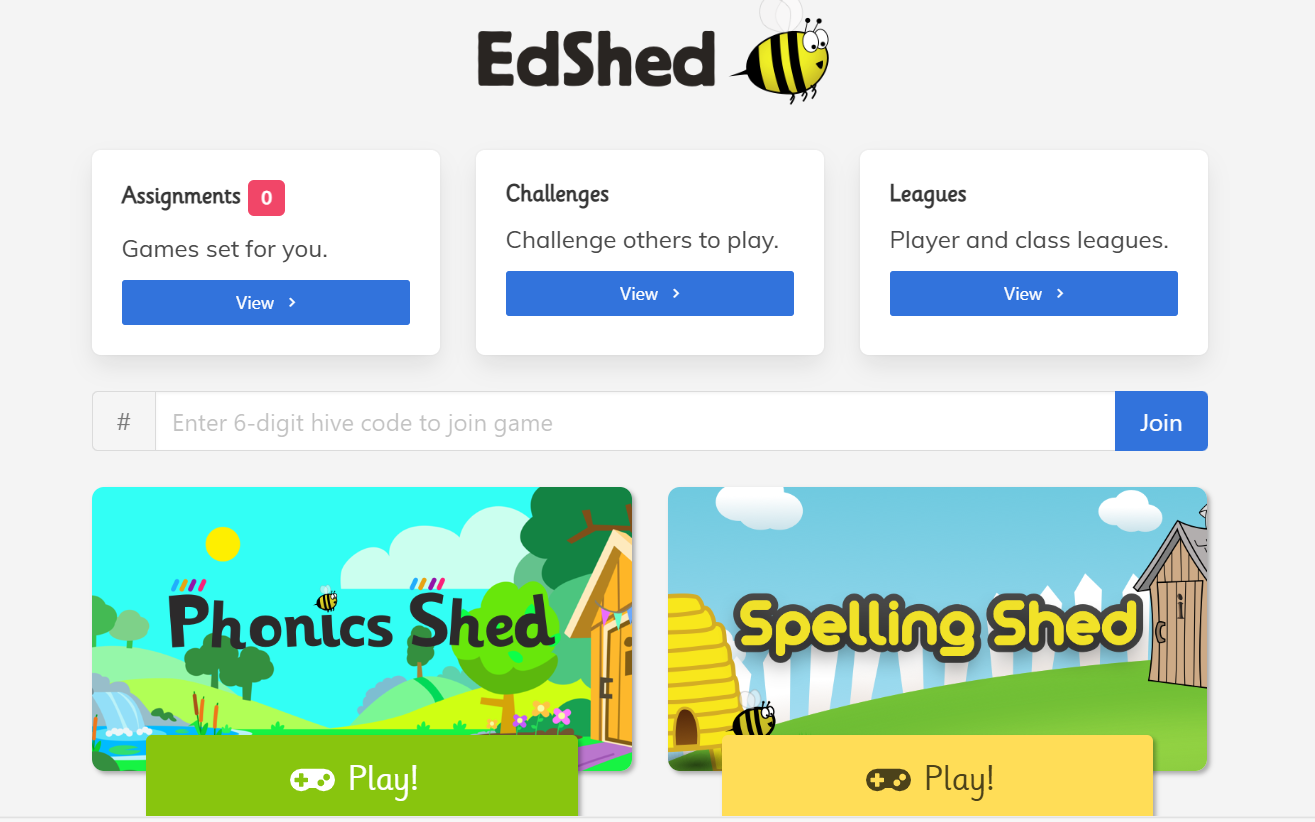 EdShed
Assignments 0
Games set for you.
View
Challenges
Challenge others to play.
View
Leagues
Player and class leagues.
View
# Enter 6-digit hive code to join game Join
Phonics Shed
Play!
Spelling Shed
Play!